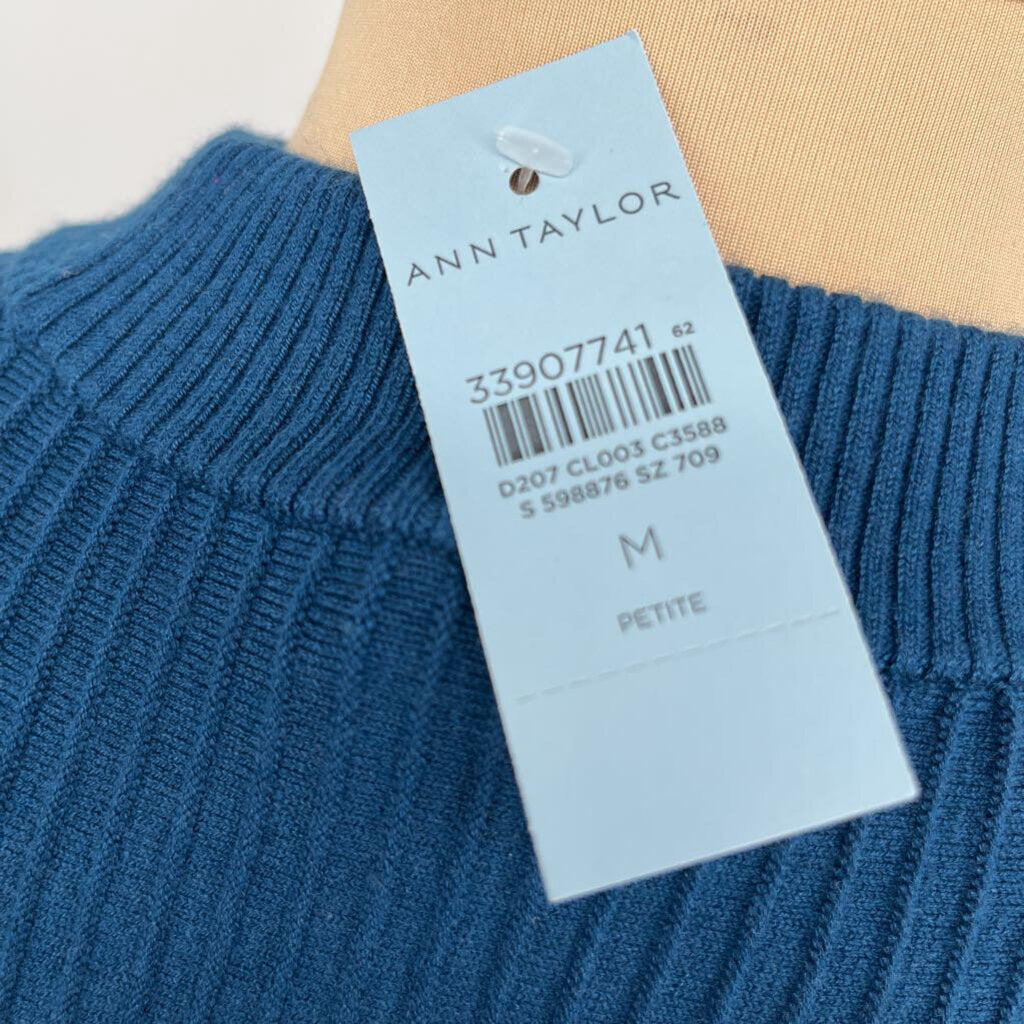 ANN TAYLOR
33907741 62
D207 CL003 C3588
S 598876 SZ 709
M
PETITE